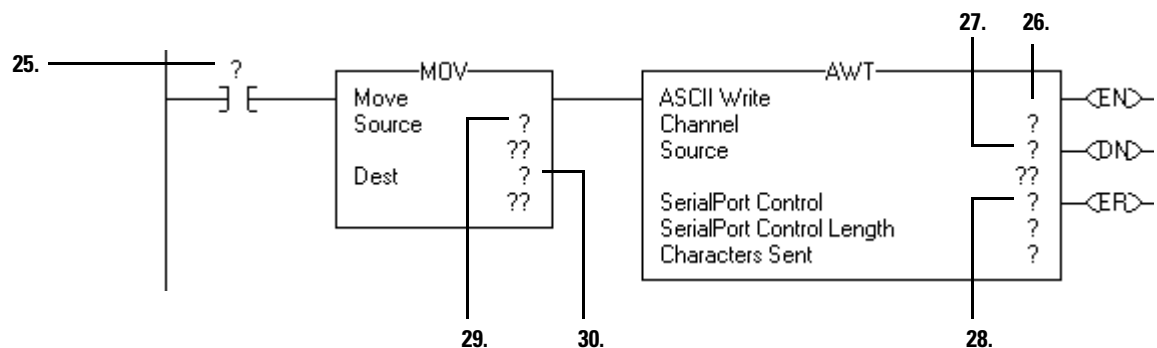 27. 26.
25. ?
MOV
AWT
Move
ASCII Write
EN
Source ?
Channel ?
??
Source ?
DN
Dest ?
??
??
SerialPort Control ?
ER
SerialPort Control Length ?
Characters Sent ?
29. 30. 28.